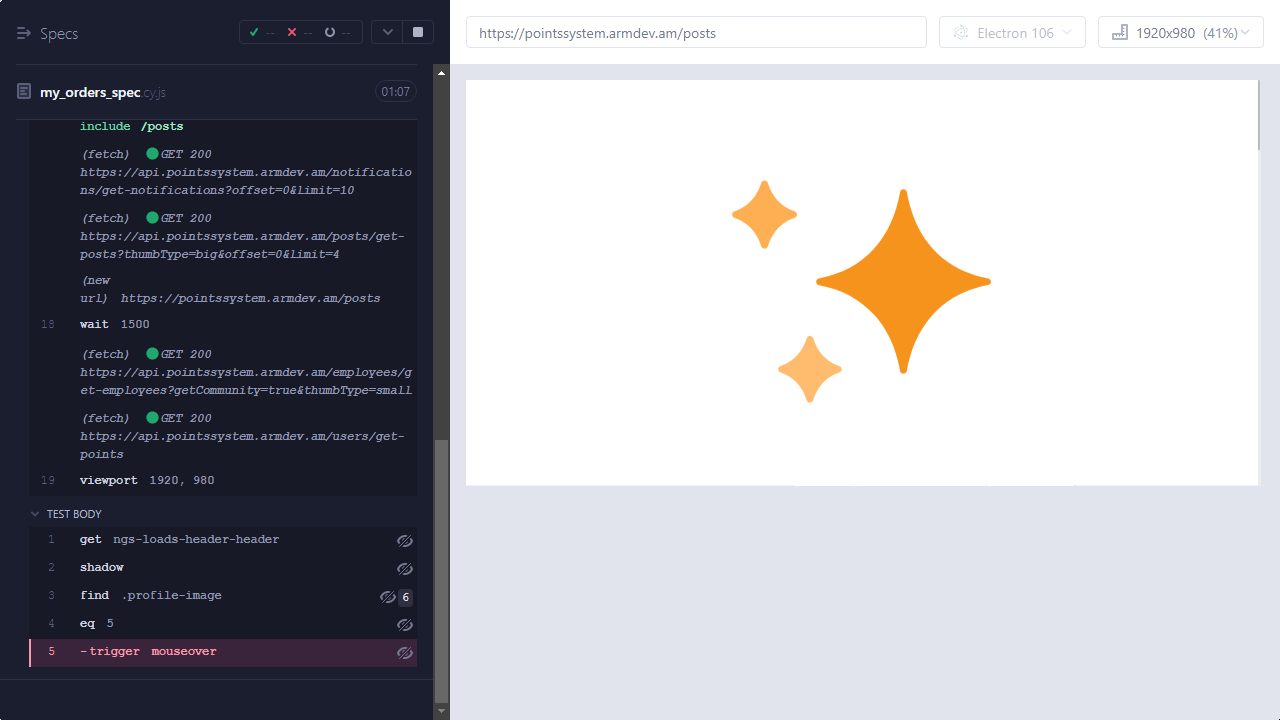 Specs
-- -- --
https://pointssystem.armdev.am/posts
Electron 106
1920x980 (41%)
my_orders_spec.cy.js 01:07
include /posts
(fetch) GET 200
https://api.pointssystem.armdev.am/notificatio
ns/get-notifications?offset=0&limit=10
(fetch) GET 200
https://api.pointssystem.armdev.am/posts/get-
posts?thumbType=big&offset=0&limit=4
(new
url) https://pointssystem.armdev.am/posts
18 wait 1500
(fetch) GET 200
https://api.pointssystem.armdev.am/employees/g
et-employees?getCommunity=true&thumbType=small
(fetch) GET 200
https://api.pointssystem.armdev.am/users/get-
points
19 viewport 1920, 980
TEST BODY
1 get ngs-loads-header-header
2 shadow
3 find .profile-image 6
4 eq 5
5 -trigger mouseover